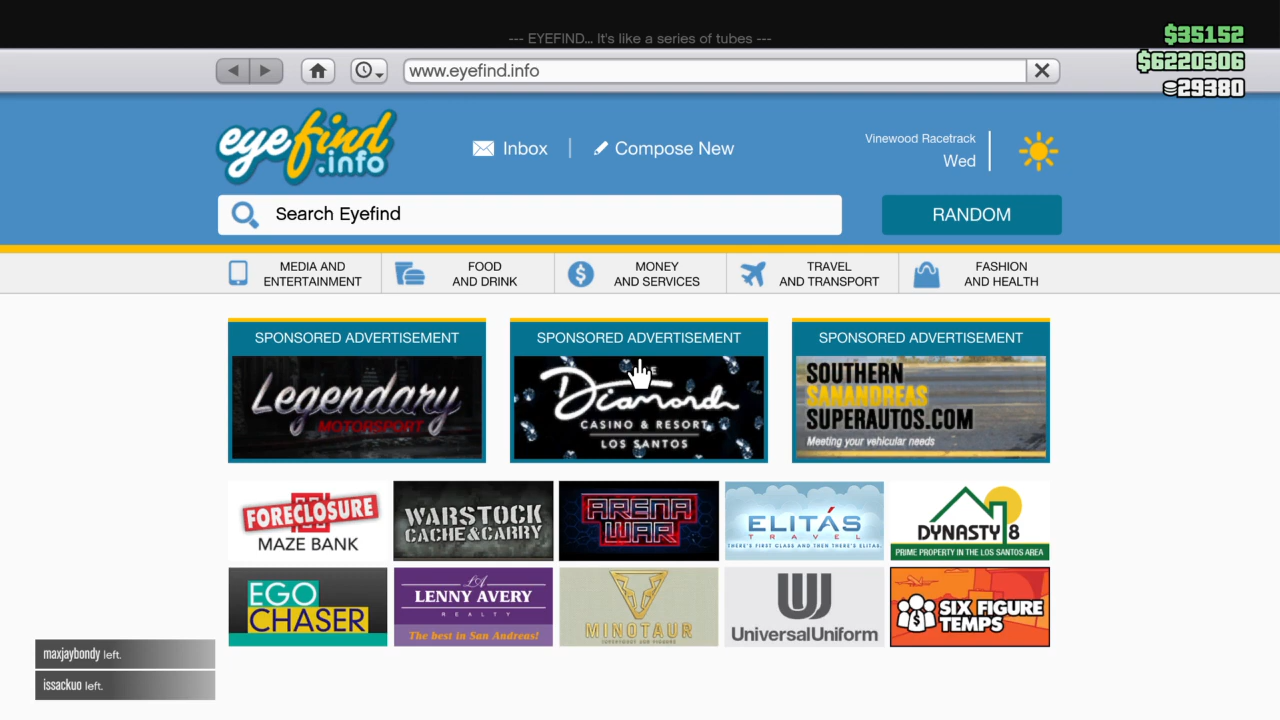 --- EYEFIND... It's like a series of tubes ---
$35152
$6220306
29380
www.eyefind.info
eyefind
.info
Inbox
Compose New
Vinewood Racetrack
Wed
Search Eyefind
RANDOM
MEDIA AND
ENTERTAINMENT
FOOD
AND DRINK
MONEY
AND SERVICES
TRAVEL
AND TRANSPORT
FASHION
AND HEALTH
SPONSORED ADVERTISEMENT
Legendary
MOTORSPORT
SPONSORED ADVERTISEMENT
Diamond
CASINO & RESORT
LOS SANTOS
SPONSORED ADVERTISEMENT
SOUTHERN
SANANDREAS
SUPERAUTOS.COM
Meeting your vehicular needs
FORECLOSURE
MAZE BANK
WARSTOCK
CACHE&CARRY
ARENA
WAR
ELITÁS
TRAVEL
THERE'S FIRST CLASS AND THEN THERE'S ELITAS.
DYNASTY 8
PRIME PROPERTY IN THE LOS SANTOS AREA
EGO
CHASER
LA
LENNY AVERY
REALTY
The best in San Andreas!
MINOTAUR
UniversalUniform
SIX FIGURE
TEMPS
maxjaybondy left.
issackuo left.